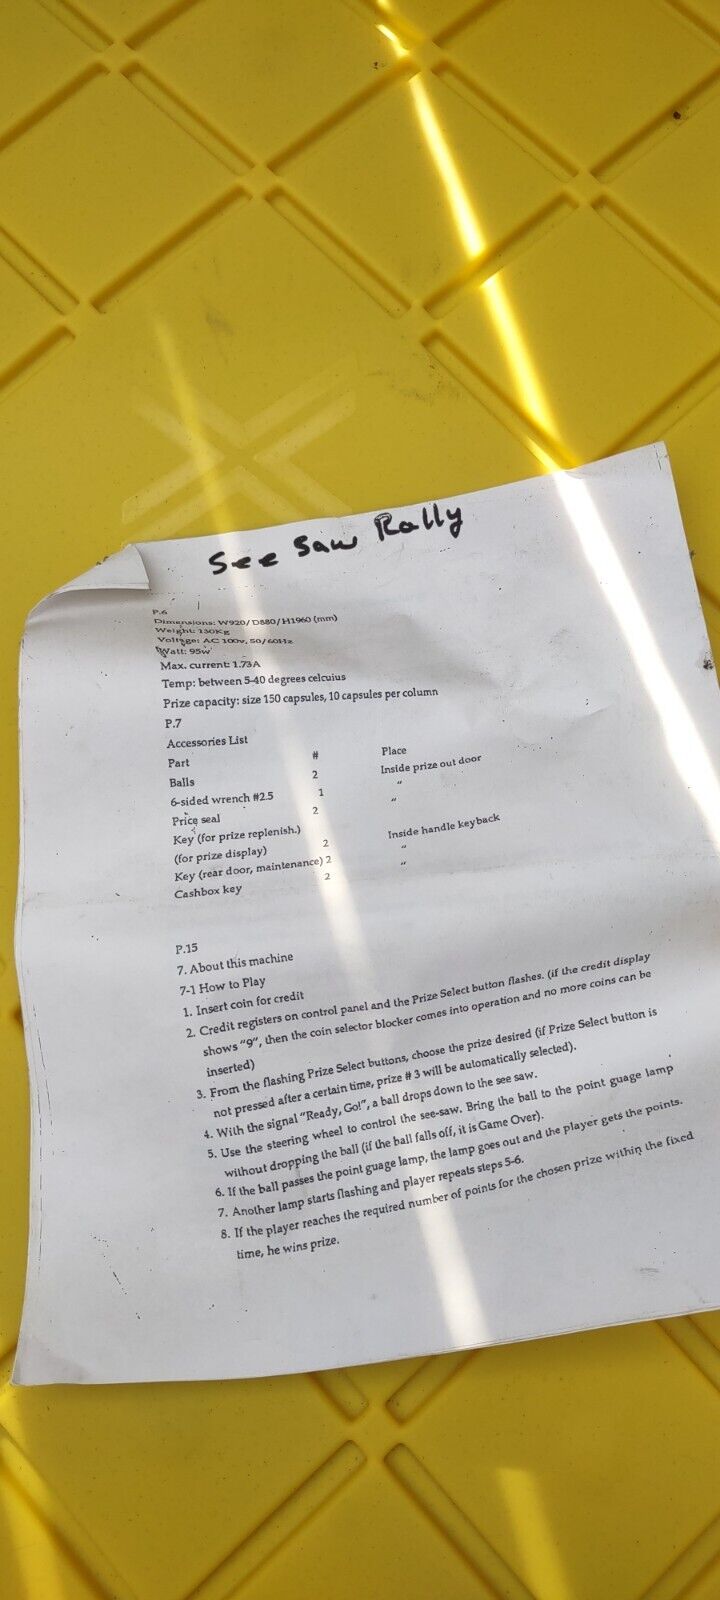 See Saw Rally
P.6
Dimensions: W920/D880/H1960 (mm)
Weight: 130Kg
Voltage: AC 100v, 50/60Hz
Watt: 95w
Max. current: 1.73A
Temp: between 5-40 degrees celcuius
Prize capacity: size 150 capsules, 10 capsules per column
P.7
Accessories List
Part # Place
Balls 2 Inside prize out door
6-sided wrench #2.5 1 "
Price seal 2 "
Key (for prize replenish.)
(for prize display) 2 Inside handle keyback
Key (rear door, maintenance) 2 "
Cashbox key 2 "
P.15
7. About this machine
7-1 How to Play
1. Insert coin for credit
2. Credit registers on control panel and the Prize Select button flashes. (if the credit display
shows "9", then the coin selector blocker comes into operation and no more coins can be
inserted)
3. From the flashing Prize Select buttons, choose the prize desired (if Prize Select button is
not pressed after a certain time, prize # 3 will be automatically selected).
4. With the signal "Ready, Go!", a ball drops down to the see saw.
5. Use the steering wheel to control the see-saw. Bring the ball to the point guage lamp
without dropping the ball (if the ball falls off, it is Game Over).
6. If the ball passes the point guage lamp, the lamp goes out and the player gets the points.
7. Another lamp starts flashing and player repeats steps 5-6.
8. If the player reaches the required number of points for the chosen prize within the fixed
time, he wins prize.